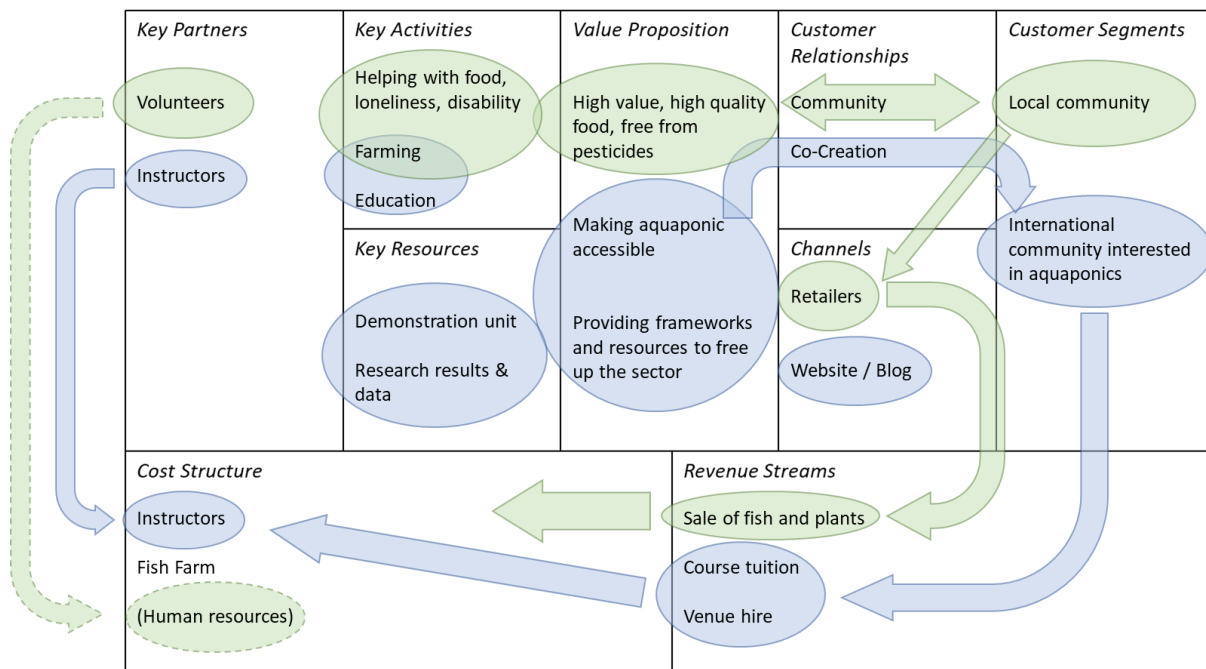 Key Partners
Volunteers
Instructors
Key Activities
Helping with food,
loneliness, disability
Farming
Education
Key Resources
Demonstration unit
Research results &
data
Value Proposition
High value, high quality
food, free from
pesticides
Making aquaponic
accessible
Providing frameworks
and resources to free
up the sector
Customer
Relationships
Community
Co-Creation
Channels
Retailers
Website / Blog
Customer Segments
Local community
International
community interested
in aquaponics
Cost Structure
Instructors
Fish Farm
(Human resources)
Revenue Streams
Sale of fish and plants
Course tuition
Venue hire